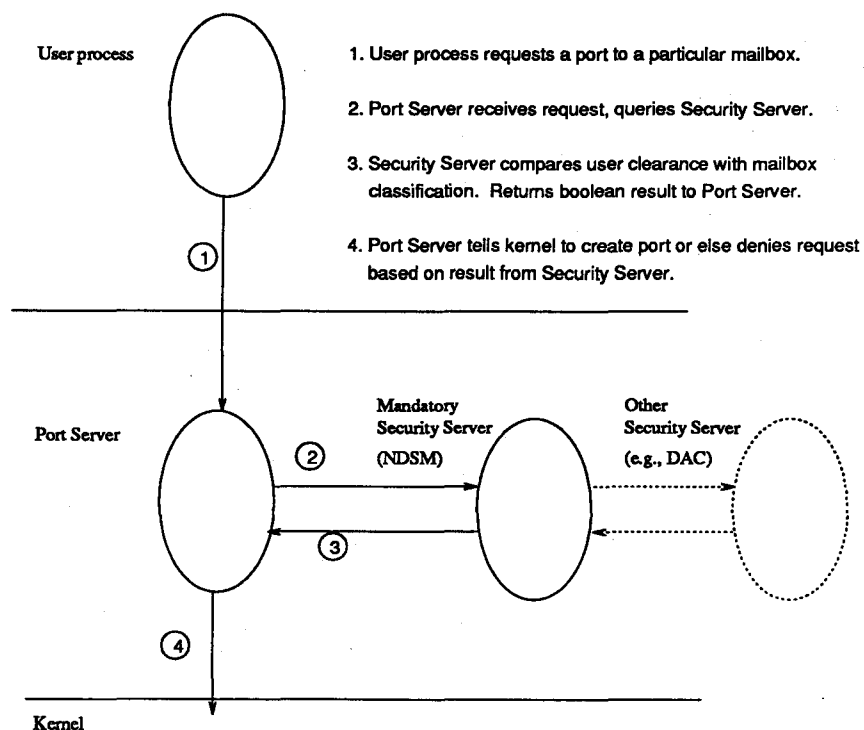 User process
1. User process requests a port to a particular mailbox.
2. Port Server receives request, queries Security Server.
3. Security Server compares user clearance with mailbox
classification. Returns boolean result to Port Server.
4. Port Server tells kernel to create port or else denies request
based on result from Security Server.
1
Port Server
Mandatory
Security Server
(NDSM)
Other
Security Server
(e.g., DAC)
2
3
4
Kernel